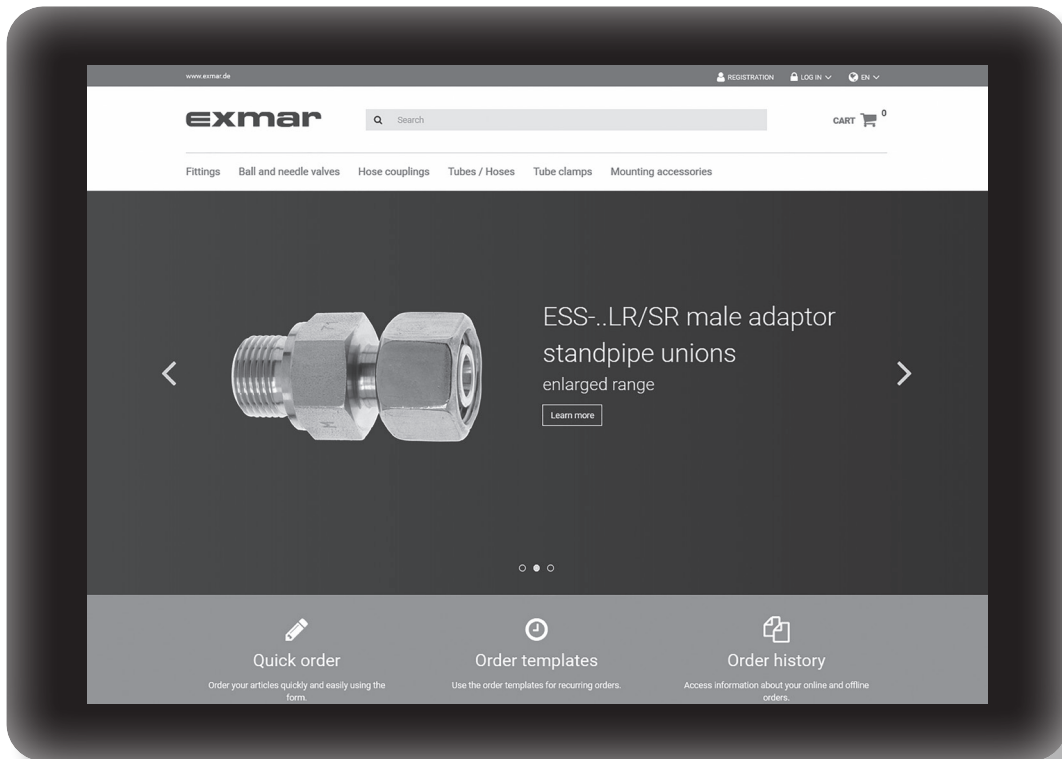 www.exmar.de
REGISTRATION
LOG IN
EN
exmar
Search
CART
0
Fittings
Ball and needle valves
Hose couplings
Tubes / Hoses
Tube clamps
Mounting accessories
ESS-..LR/SR male adaptor
standpipe unions
enlarged range
Learn more
Quick order
Order your articles quickly and easily using the
form.
Order templates
Use the order templates for recurring orders.
Order history
Access information about your online and offline
orders.